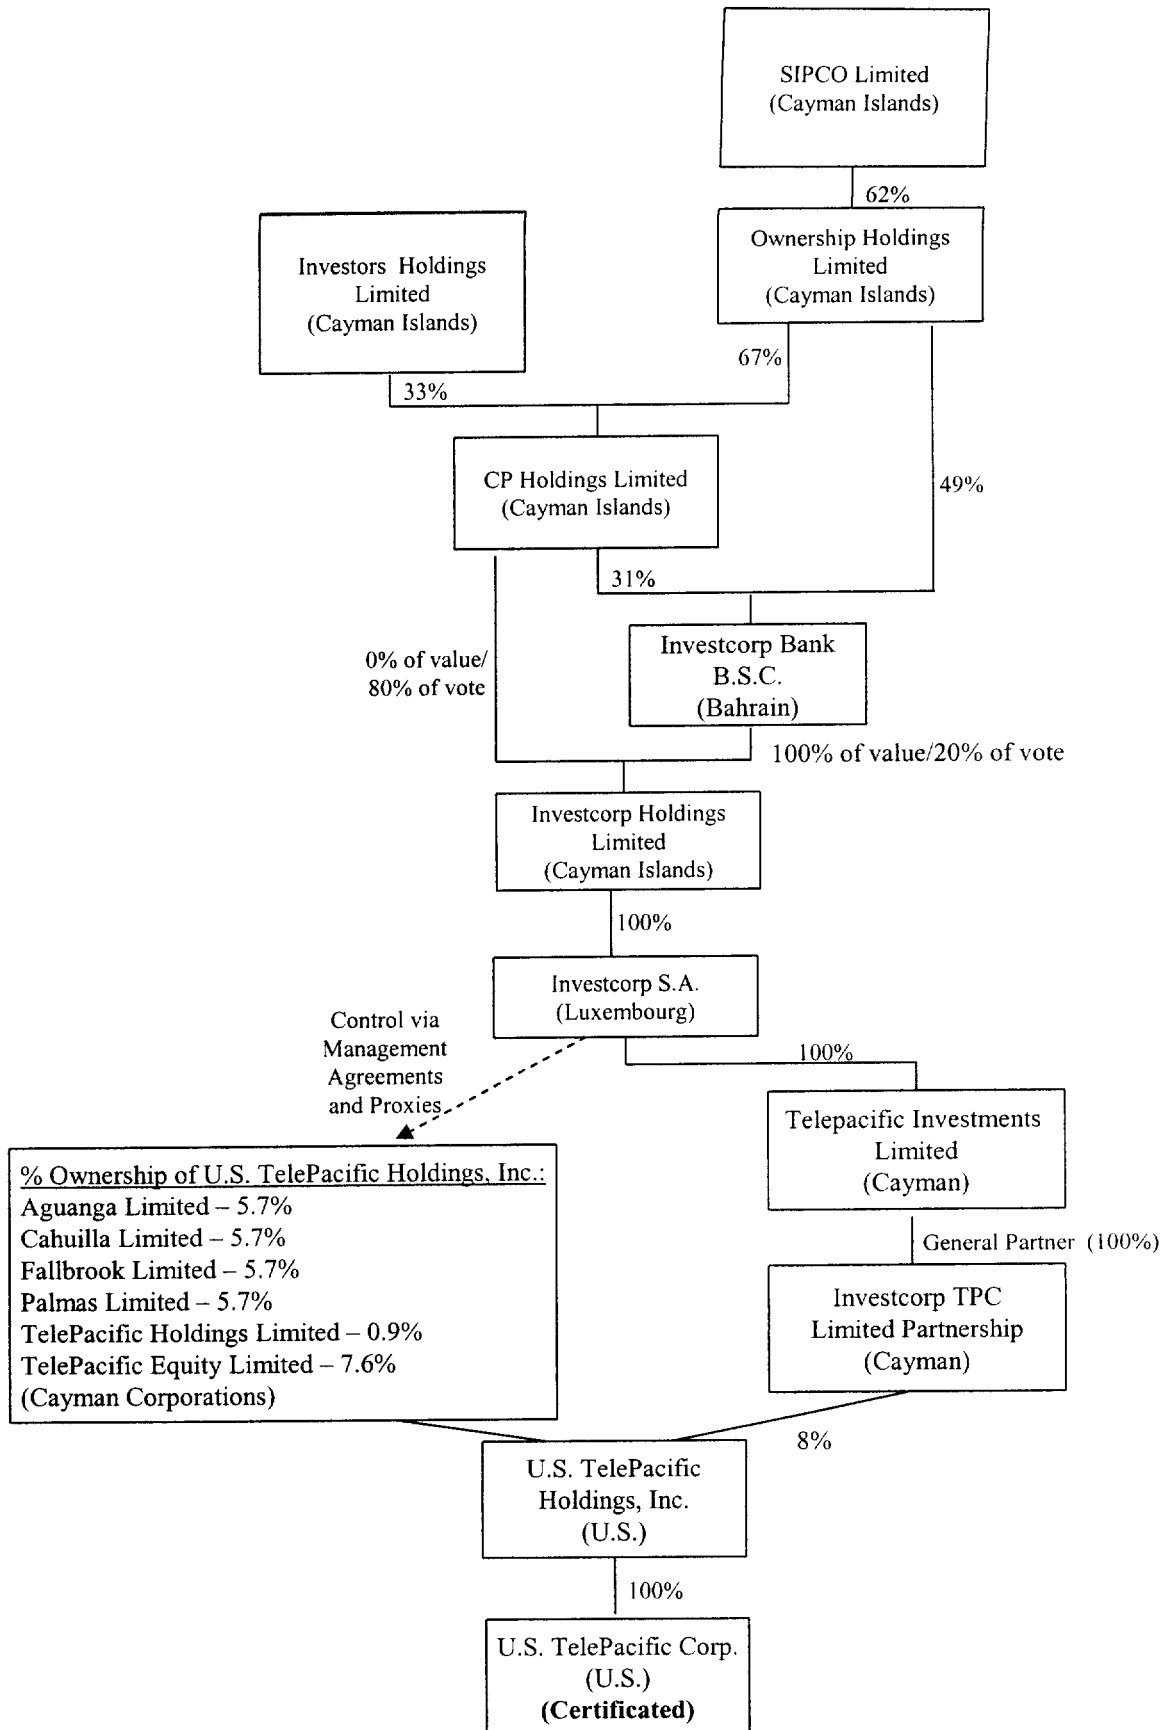 SIPCO Limited
(Cayman Islands)
62%
Ownership Holdings
Limited
(Cayman Islands)
Investors Holdings
Limited
(Cayman Islands)
67%
33%
CP Holdings Limited
(Cayman Islands)
49%
31%
Investcorp Bank
B.S.C.
(Bahrain)
0% of value/
80% of vote
100% of value/20% of vote
Investcorp Holdings
Limited
(Cayman Islands)
100%
Investcorp S.A.
(Luxembourg)
Control via
Management
Agreements
and Proxies
100%
Telepacific Investments
Limited
(Cayman)
% Ownership of U.S. TelePacific Holdings, Inc.:
Aguanga Limited – 5.7%
Cahuilla Limited – 5.7%
Fallbrook Limited – 5.7%
Palmas Limited – 5.7%
TelePacific Holdings Limited – 0.9%
TelePacific Equity Limited – 7.6%
(Cayman Corporations)
General Partner (100%)
Investcorp TPC
Limited Partnership
(Cayman)
8%
U.S. TelePacific
Holdings, Inc.
(U.S.)
100%
U.S. TelePacific Corp.
(U.S.)
(Certificated)